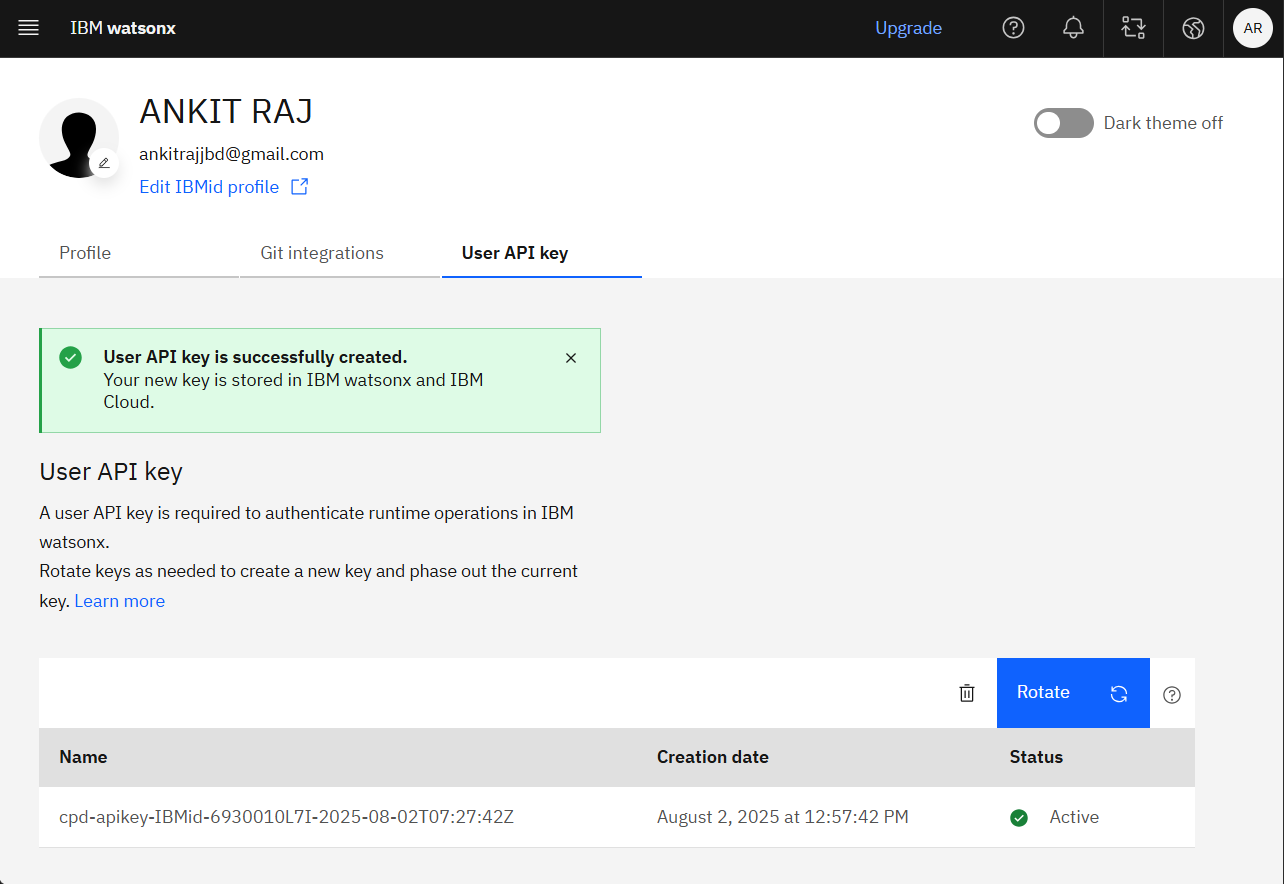 IBM watsonx
Upgrade
AR
ANKIT RAJ
ankitrajjbd@gmail.com
Edit IBMid profile
Dark theme off
Profile
Git integrations
User API key
User API key is successfully created.
Your new key is stored in IBM watsonx and IBM
Cloud.
User API key
A user API key is required to authenticate runtime operations in IBM
watsonx.
Rotate keys as needed to create a new key and phase out the current
key. Learn more
Rotate
Name Creation date Status
cpd-apikey-IBMid-6930010L7I-2025-08-02T07:27:42Z August 2, 2025 at 12:57:42 PM Active